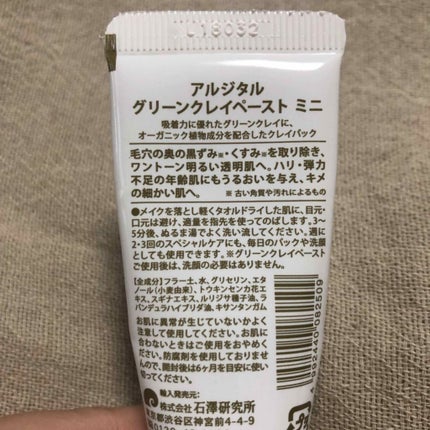 L18032
アルジタル
グリーンクレイペースト ミニ
吸着力に優れたグリーンクレイに、
オーガニック植物成分を配合したクレイパック
毛穴の奥の黒ずみ※・くすみ※を取り除き、
ワントーン明るい透明肌へ。ハリ・弾力
不足の年齢肌にもうるおいを与え、キメ
の細かい肌へ。 ※ 古い角質や汚れによるもの
●メイクを落とし軽くタオルドライした肌に、目元・
口元は避け、適量を指先を使ってのばします。3〜
5分後、ぬるま湯でよく洗い流してください。週に
2・3回のスペシャルケアにも、毎日のパックや洗顔
としても使用できます。※グリーンクレイペースト
ご使用後は、洗顔の必要はありません。
【全成分】フラー土、水、グリセリン、エタ
ノール(小麦由来)、トウキンセンカ花エ
キス、スギナエキス、ルリジサ種子油、ラ
バンデュラハイブリダ油、キサンタンガム
お肌に異常が生じていないかよく
注意して使用してください。お肌に
合わないときはご使用をおやめく
ださい。防腐剤を使用しておりませ
んので、開封後は6ヶ月を目安に使い
切ってください。
輸入発売元:
株式会社 石澤研究所
東京都渋谷区神宮前4-4-9
4992440082509